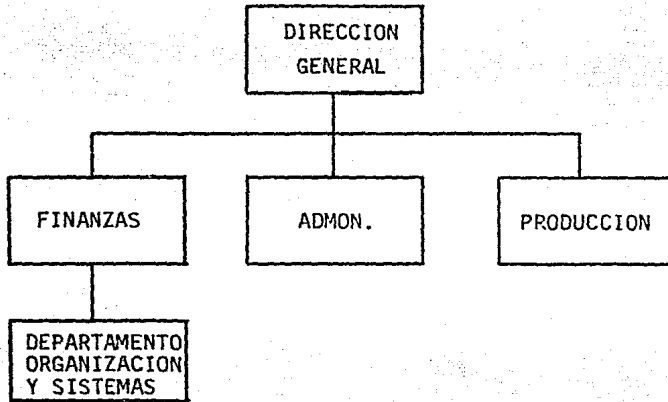 DIRECCION
GENERAL
FINANZAS
ADMON.
PRODUCCION
DEPARTAMENTO
ORGANIZACION
Y SISTEMAS